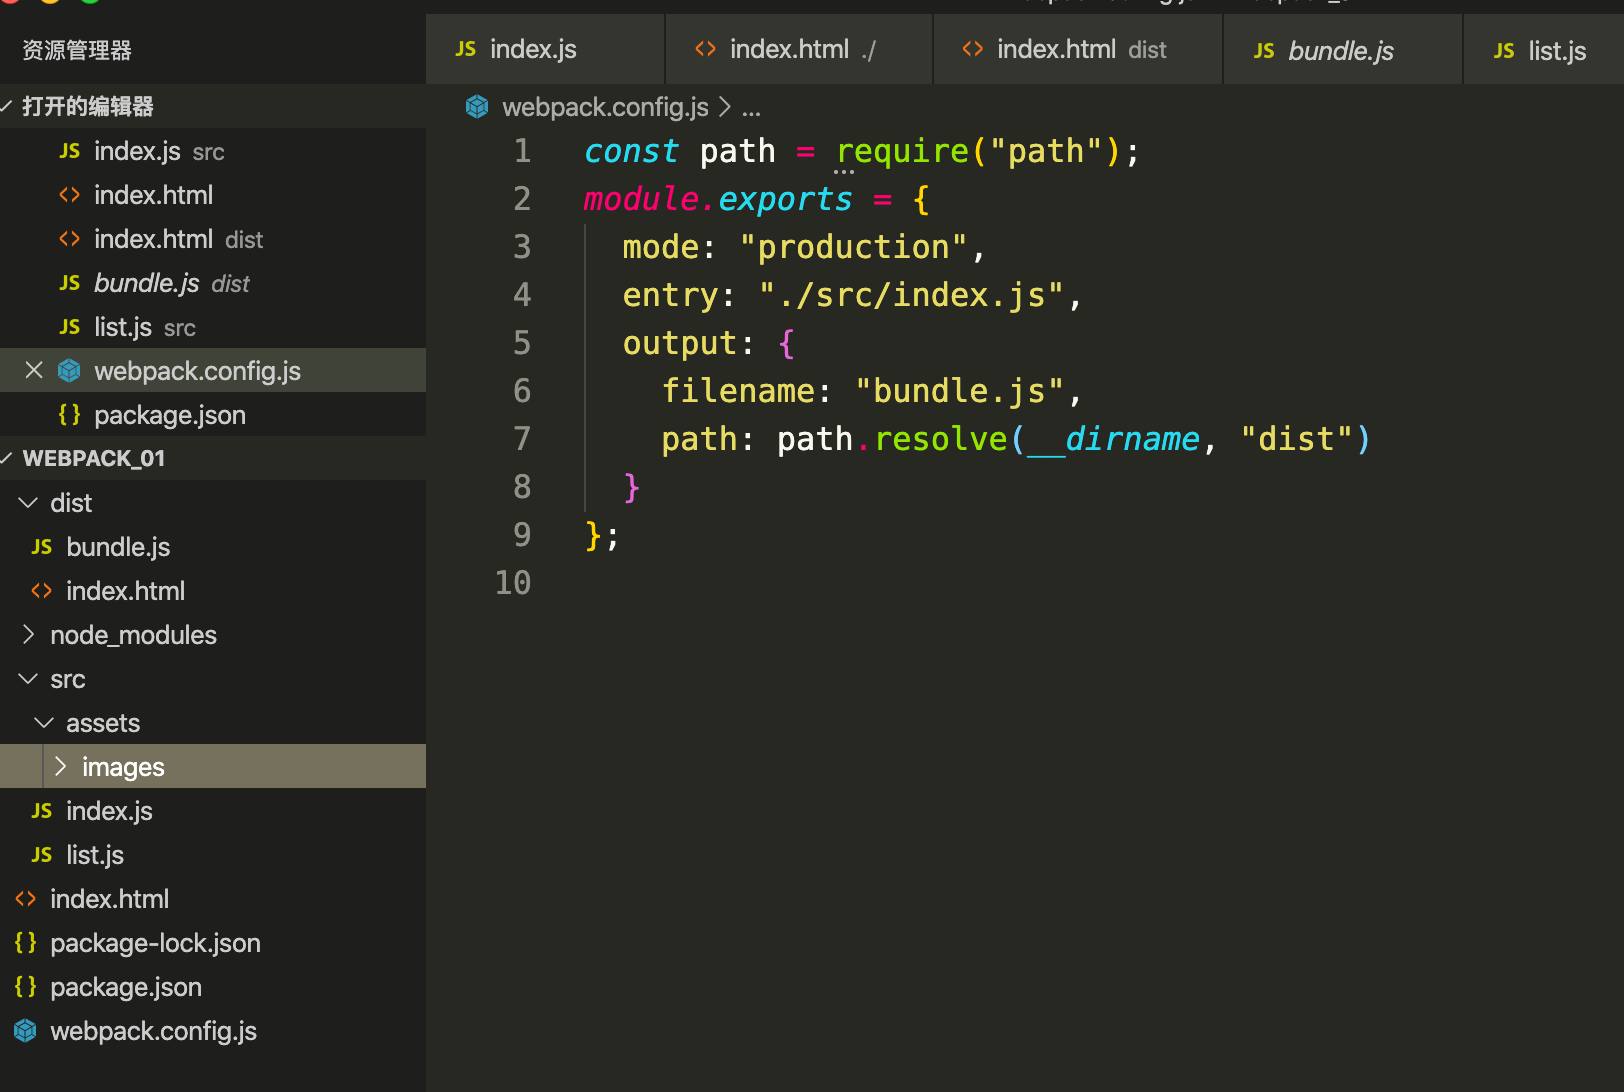 资源管理器
打开的编辑器
JS index.js src
<> index.html
<> index.html dist
JS bundle.js dist
JS list.js src
webpack.config.js
{} package.json
WEBPACK_01
dist
JS bundle.js
<> index.html
node_modules
src
assets
images
JS index.js
JS list.js
<> index.html
{} package-lock.json
{} package.json
webpack.config.js
JS index.js
<> index.html ./
<> index.html dist
JS bundle.js
JS list.js
webpack.config.js > ...
1 const path = require("path");
2 module.exports = {
3 mode: "production",
4 entry: "./src/index.js",
5 output: {
6 filename: "bundle.js",
7 path: path.resolve(__dirname, "dist")
8 }
9 };
10